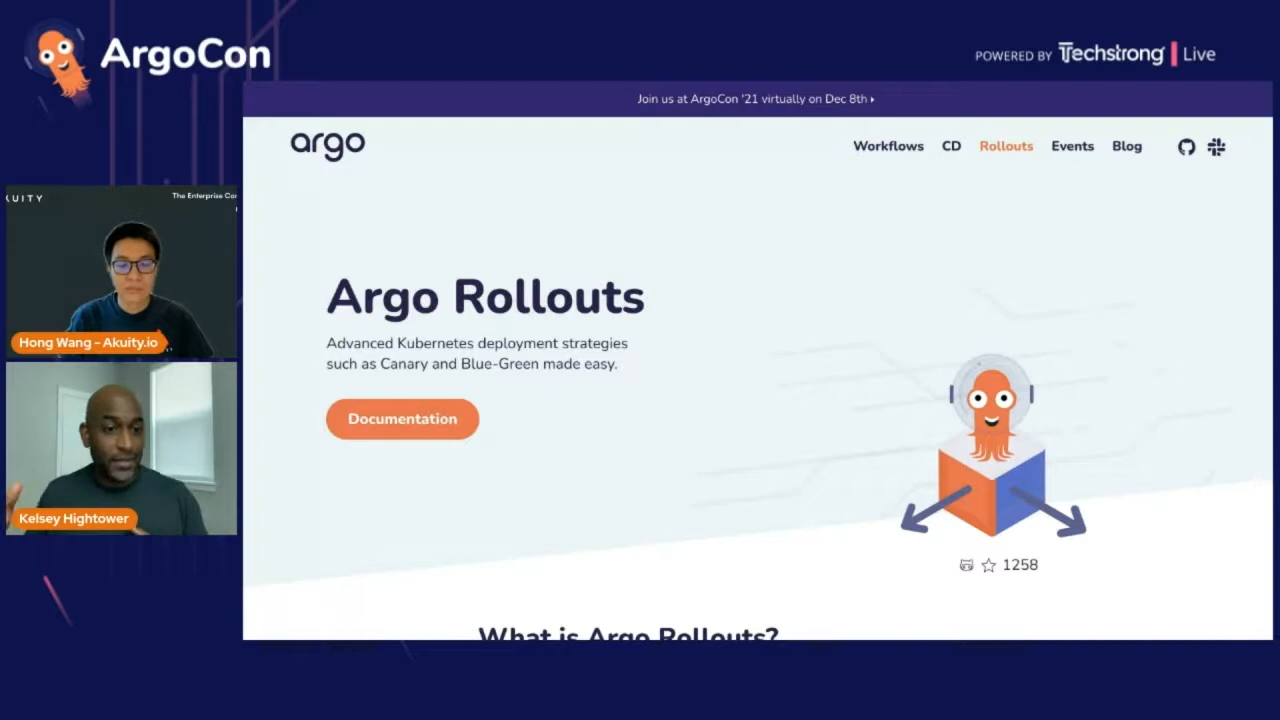 ArgoCon
POWERED BY Techstrong | Live
Join us at ArgoCon '21 virtually on Dec 8th
argo
Workflows CD Rollouts Events Blog
KUITY
The Enterprise Con
Hong Wang - Akuity.io
Kelsey Hightower
Argo Rollouts
Advanced Kubernetes deployment strategies
such as Canary and Blue-Green made easy.
Documentation
1258
What is Argo Rollouts?